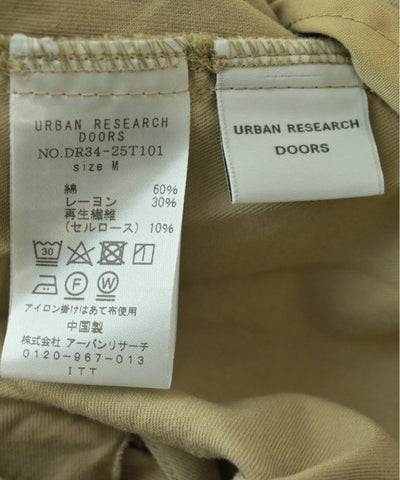 URBAN RESEARCH
DOORS
NO.DR34-25T101
size M
綿 60%
レーヨン 30%
再生繊維
(セルロース) 10%
30
F W
アイロン掛けはあて布使用
中国製
株式会社 アーバンリサーチ
0120-967-013
ITT
URBAN RESEARCH
DOORS